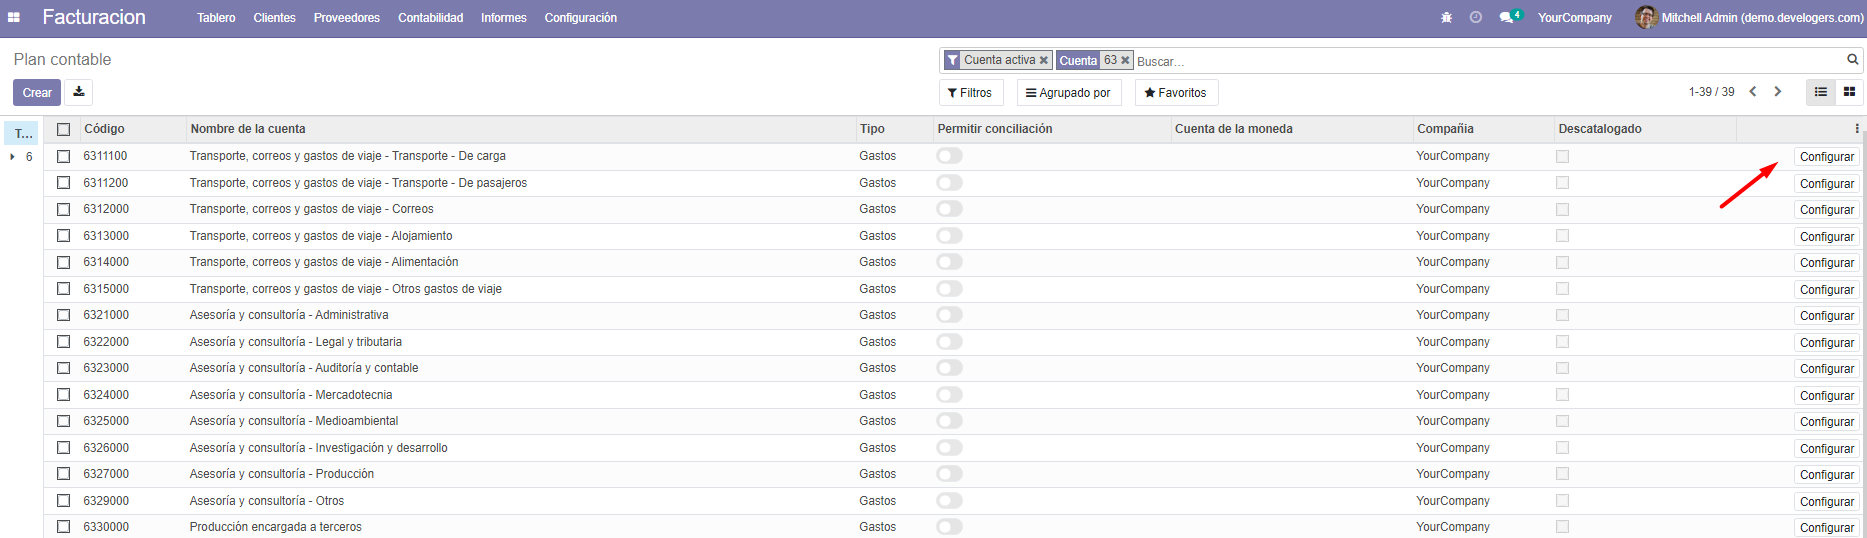 Facturacion Tablero Clientes Proveedores Contabilidad Informes Configuración 4 YourCompany Mitchell Admin (demo.develogers.com)
Plan contable Cuenta activa Cuenta 63 Buscar...
Crear Filtros Agrupado por Favoritos 1-39 / 39
T... Código Nombre de la cuenta Tipo Permitir conciliación Cuenta de la moneda Compañia Descatalogado
6 6311100 Transporte, correos y gastos de viaje - Transporte - De carga Gastos YourCompany Configurar
6311200 Transporte, correos y gastos de viaje - Transporte - De pasajeros Gastos YourCompany Configurar
6312000 Transporte, correos y gastos de viaje - Correos Gastos YourCompany Configurar
6313000 Transporte, correos y gastos de viaje - Alojamiento Gastos YourCompany Configurar
6314000 Transporte, correos y gastos de viaje - Alimentación Gastos YourCompany Configurar
6315000 Transporte, correos y gastos de viaje - Otros gastos de viaje Gastos YourCompany Configurar
6321000 Asesoría y consultoría - Administrativa Gastos YourCompany Configurar
6322000 Asesoría y consultoría - Legal y tributaria Gastos YourCompany Configurar
6323000 Asesoría y consultoría - Auditoría y contable Gastos YourCompany Configurar
6324000 Asesoría y consultoría - Mercadotecnia Gastos YourCompany Configurar
6325000 Asesoría y consultoría - Medioambiental Gastos YourCompany Configurar
6326000 Asesoría y consultoría - Investigación y desarrollo Gastos YourCompany Configurar
6327000 Asesoría y consultoría - Producción Gastos YourCompany Configurar
6329000 Asesoría y consultoría - Otros Gastos YourCompany Configurar
6330000 Producción encargada a terceros Gastos YourCompany Configurar